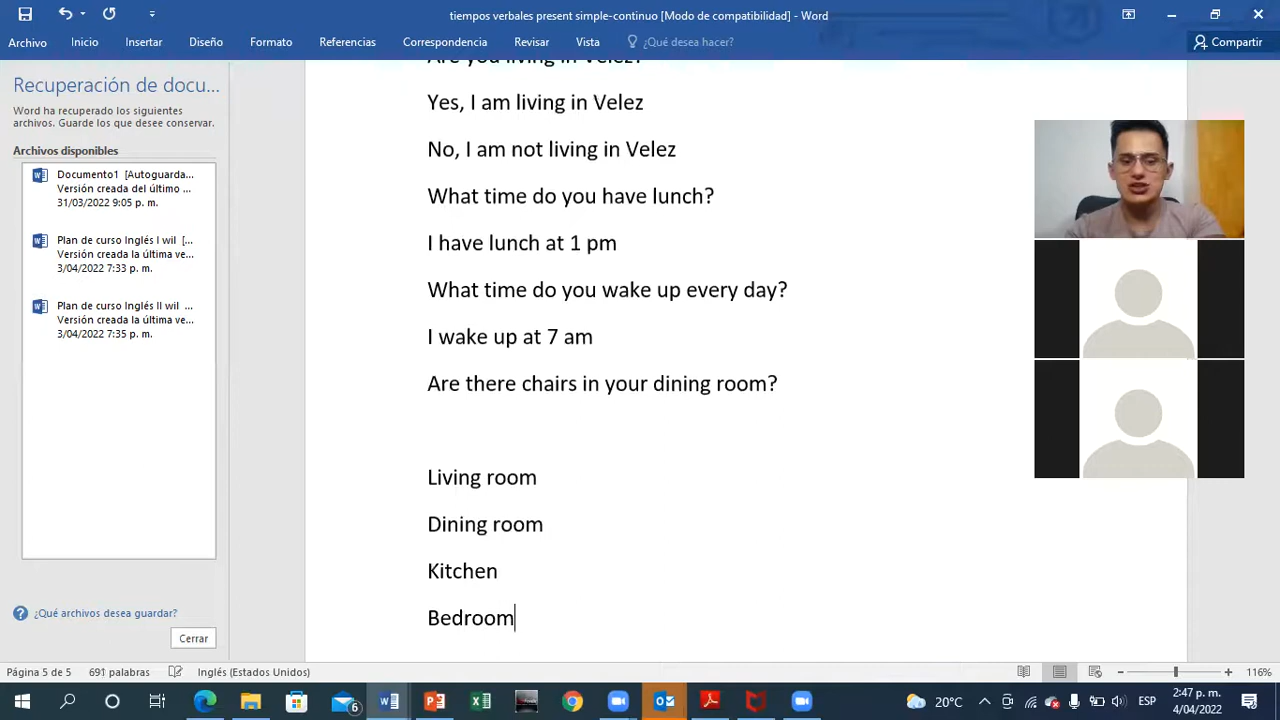 tiempos verbales present simple-continuo [Modo de compatibilidad] - Word
Archivo Inicio Insertar Diseño Formato Referencias Correspondencia Revisar Vista ¿Qué desea hacer? Compartir
Recuperación de docu...
Word ha recuperado los siguientes
archivos. Guarde los que desee conservar.
Archivos disponibles
Documento1 [Autoguarda...
Versión creada del último ...
31/03/2022 9:05 p. m.
Plan de curso Inglés I wil [...
Versión creada la última ve...
3/04/2022 7:33 p. m.
Plan de curso Inglés II wil ...
Versión creada la última ve...
3/04/2022 7:35 p. m.
¿Qué archivos desea guardar?
Cerrar
Are you living in Velez?
Yes, I am living in Velez
No, I am not living in Velez
What time do you have lunch?
I have lunch at 1 pm
What time do you wake up every day?
I wake up at 7 am
Are there chairs in your dining room?
Living room
Dining room
Kitchen
Bedroom
Página 5 de 5 691 palabras Inglés (Estados Unidos) 116%
6 20°C ESP 2:47 p. m.
4/04/2022